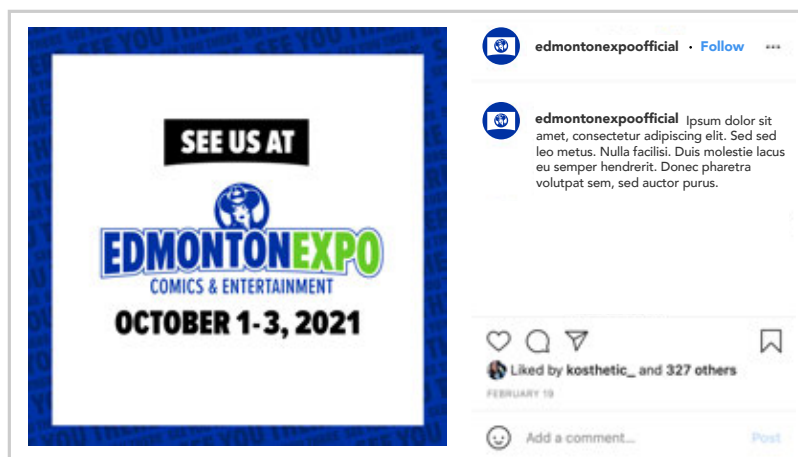 SEE US AT
EDMONTONEXPO
COMICS & ENTERTAINMENT
OCTOBER 1-3, 2021
edmontonexpoofficial · Follow
edmontonexpoofficial Ipsum dolor sit
amet, consectetur adipiscing elit. Sed sed
leo metus. Nulla facilisi. Duis molestie lacus
eu semper hendrerit. Donec pharetra
volutpat sem, sed auctor purus.
Liked by kosthetic_ and 327 others
FEBRUARY 19
Add a comment...
Post